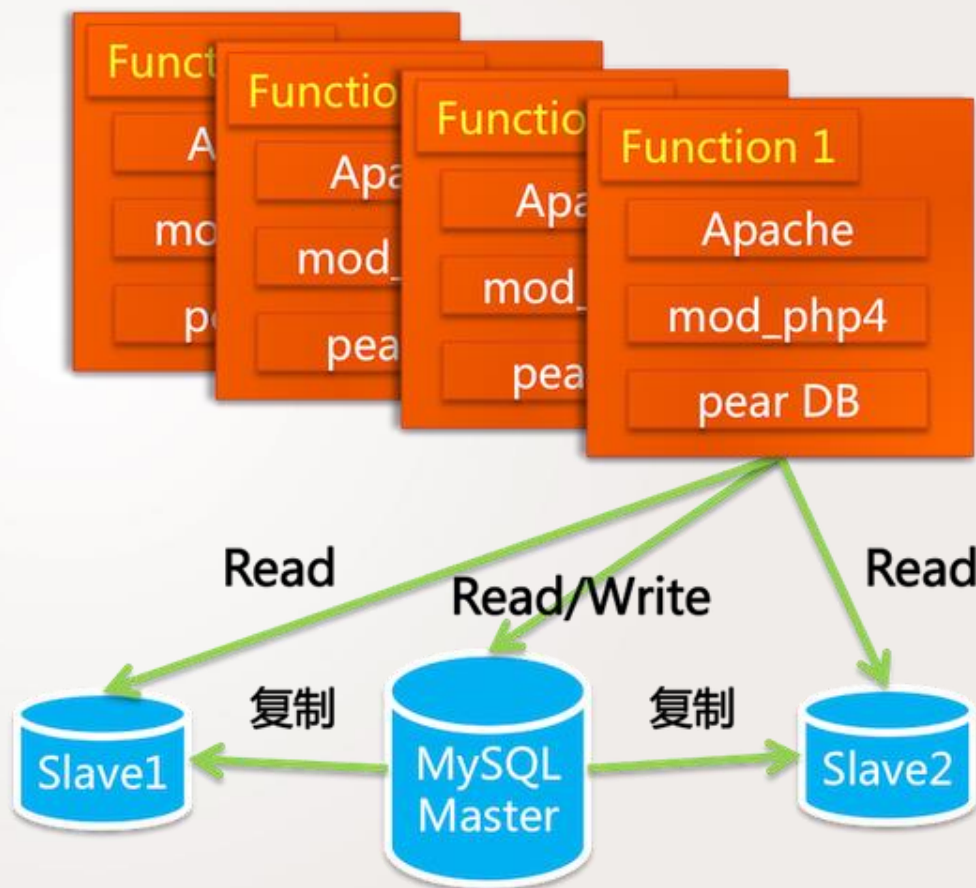 Funct
A
mo
p
Functio
Apa
mod_
pea
Functio
Apa
mod_
pea
Function 1
Apache
mod_php4
pear DB
Read
Read/Write
Read
复制
复制
Slave1
MySQL
Master
Slave2